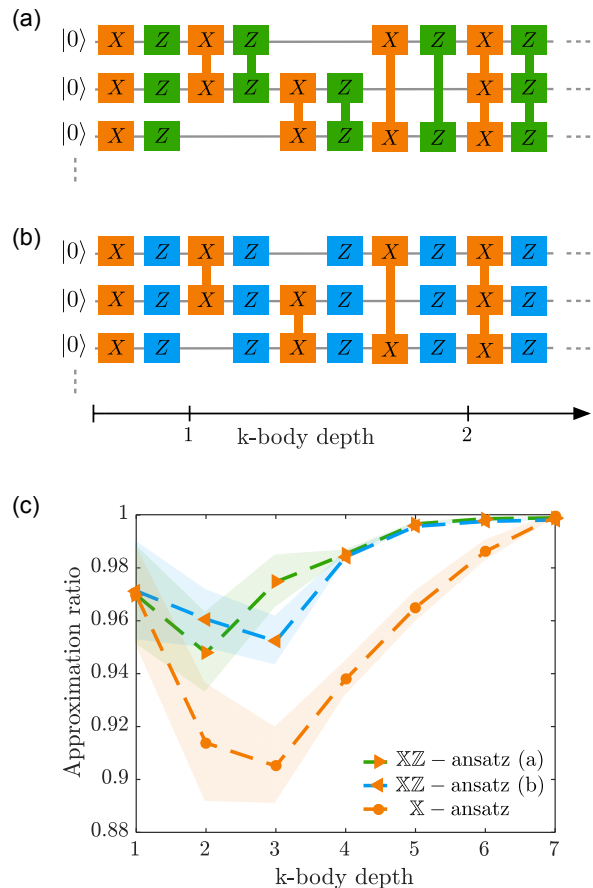 (a)
|0⟩ X Z X Z X Z X Z
|0⟩ X Z X Z X Z X Z
|0⟩ X Z X Z X Z X Z
(b)
|0⟩ X Z X Z Z X Z X Z
|0⟩ X Z X Z X Z Z X Z
|0⟩ X Z Z X Z X Z X Z
1 k-body depth 2
(c)
Approximation ratio
1
0.98
0.96
0.94
0.92
0.9
0.88
𝕏ℤ – ansatz (a)
𝕏ℤ – ansatz (b)
𝕏 – ansatz
1 2 3 4 5 6 7
k-body depth